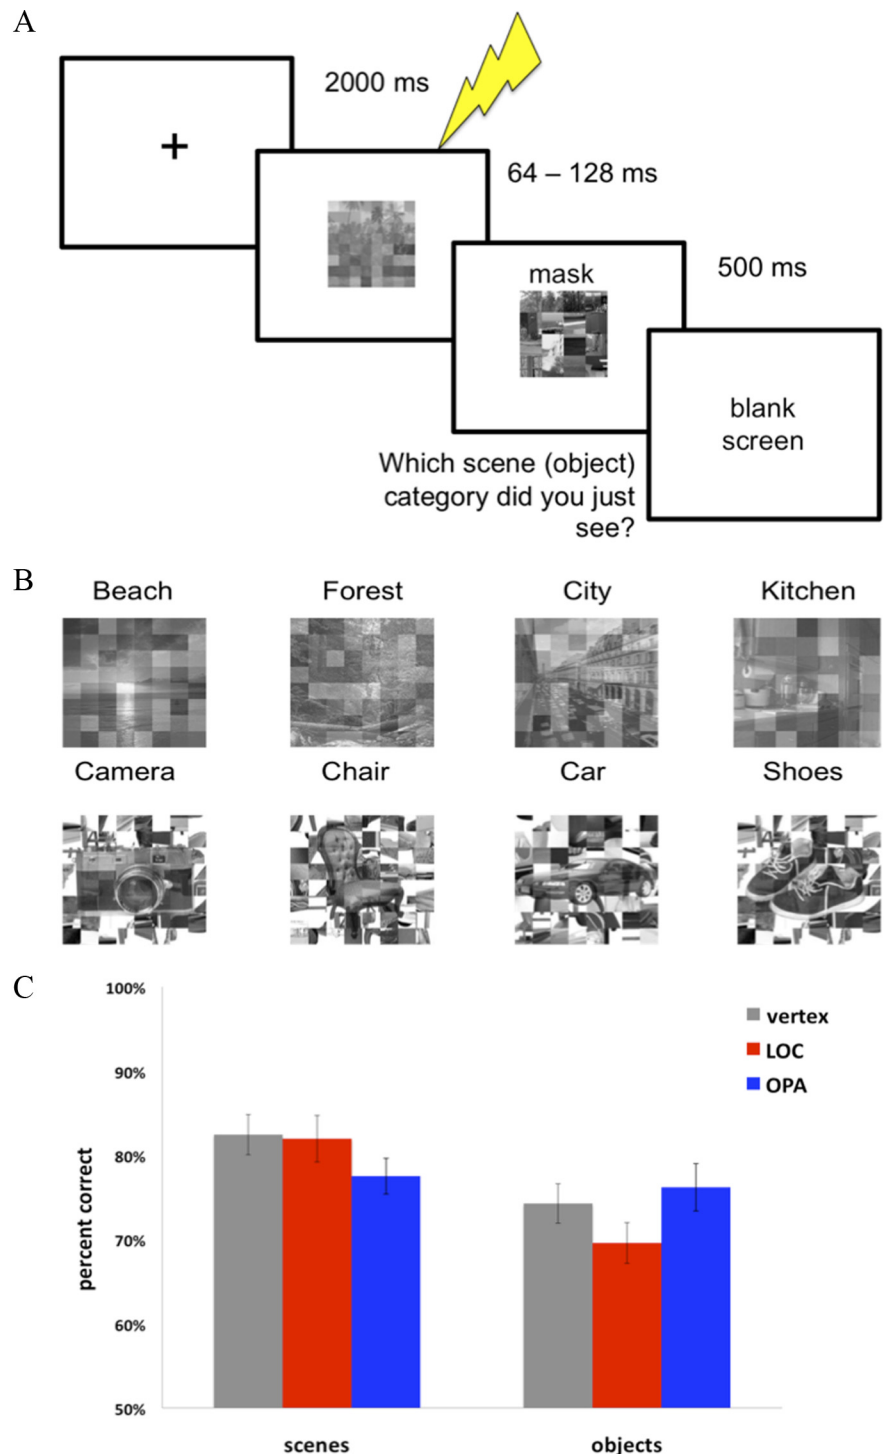 A
+
2000 ms
64 – 128 ms
mask
500 ms
blank
screen
Which scene (object)
category did you just
see?
B
Beach Forest City Kitchen
Camera Chair Car Shoes
C
100%
90%
80%
70%
60%
50%
percent correct
vertex
LOC
OPA
scenes objects